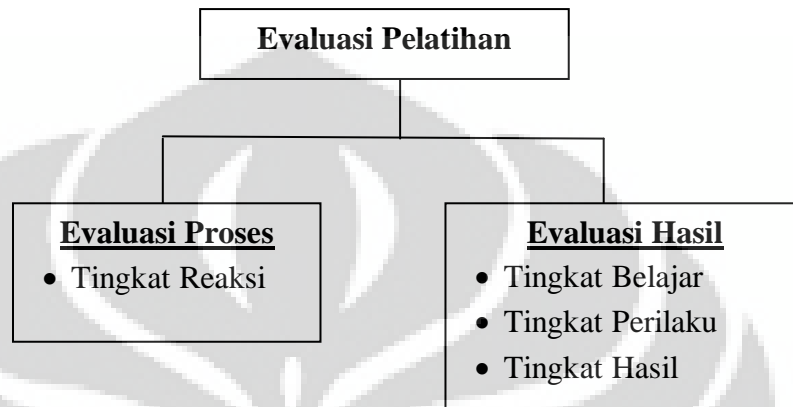 Evaluasi Pelatihan
Evaluasi Proses
• Tingkat Reaksi
Evaluasi Hasil
• Tingkat Belajar
• Tingkat Perilaku
• Tingkat Hasil